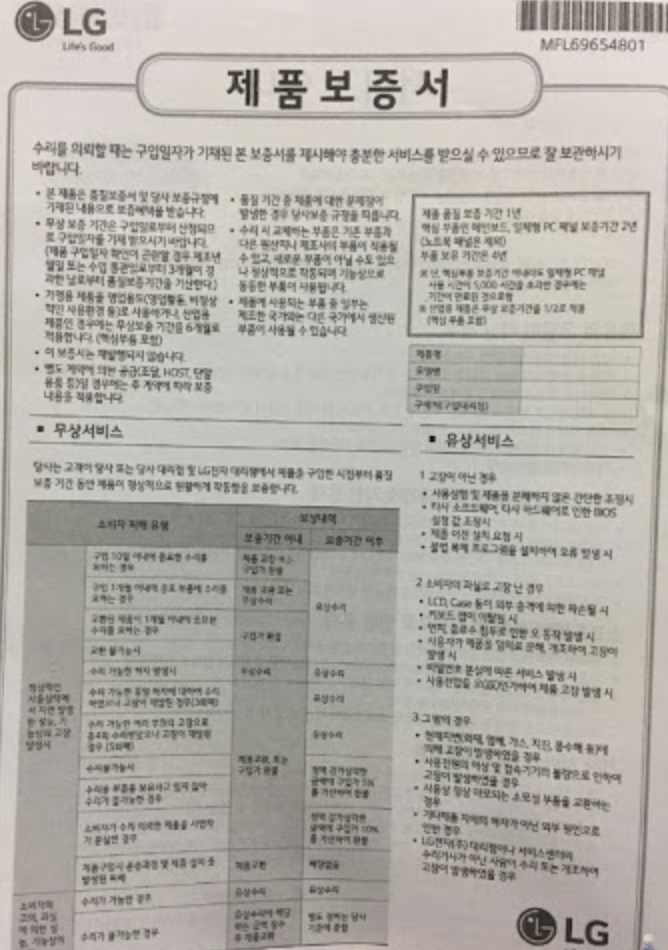 LG
Life's Good
MFL69654801
제품보증서
수리를 의뢰할 때는 구입일자가 기재된 본 보증서를 제시해야 충분한 서비스를 받으실 수 있으므로 잘 보관하시기
바랍니다.
• 본 제품은 품질보증서 및 당사 보증규정에
기재된 내용으로 보증혜택을 받습니다.
• 무상 보증 기간은 구입일로부터 산정되므
로 구입일자를 기재 받으시기 바랍니다.
(제품 구입일자 확인이 곤란할 경우 제조년
월일 또는 수입 통관일로부터 3개월이 경
과한 날로부터 품질보증기간을 기산한다.)
• 가정용 제품을 영업용도(영업활동, 비정상
적인 사용환경 등)로 사용하거나, 산업용
제품인 경우에는 무상보증 기간을 6개월로
적용합니다. (핵심부품 포함)
• 이 보증서는 재발행되지 않습니다.
• 별도 계약에 의한 공급(조달, HOST, 단말
용품 등)일 경우에는 주 계약에 따라 보증
내용을 적용합니다.
• 품질 기간 중 제품에 대한 문제점이
발생한 경우 당사보증 규정을 따릅니다.
• 수리 시 교체하는 부품은 기존 부품과
다른 원산지나 제조사의 부품이 적용될
수 있고, 새로운 부품이 아닐 수도 있으
나 정상적으로 작동되며 기능상으로
동등한 부품이 사용됩니다.
• 제품에 사용되는 부품 중 일부는
제조한 국가와는 다른 국가에서 생산된
부품이 사용될 수 있습니다.
제품 품질 보증 기간 1년
핵심 부품인 메인보드, 일체형 PC 패널 보증기간 2년
(노트북 패널은 제외)
부품 보유 기간은 4년
※ 단, 핵심부품 보증기간 이내라도 일체형 PC 패널
사용 시간이 5,000 시간을 초과한 경우에는
기간이 만료된 것으로함
※ 산업용 제품은 무상 보증기간을 1/2로 적용
(핵심 부품 포함)
제품명
모델명
구입일
구매처(구입대리점)
■ 무상서비스
당사는 고객이 당사 또는 당사 대리점 및 LG전자 대리점에서 제품을 구입한 시점부터 품질
보증 기간 동안 제품이 정상적으로 원활하게 작동함을 보증합니다.
소비자 피해 유형
보상내역
보증기간 이내
보증기간 이후
구입 10일 이내에 중요한 수리를
요하는 경우
제품 교환 또는
구입가 환불
유상수리
구입 1개월 이내에 중요 부품에 수리를
요하는 경우
제품 교환 또는
무상수리
교환된 제품이 1개월 이내에 중요한
수리를 요하는 경우
구입가 환불
교환 불가능시
수리 가능한 하자 발생시
무상수리
유상수리
수리 가능한 동일 하자에 대하여 수리
하였으나 고장이 재발한 경우(3회째)
유상수리
수리 가능한 여러 부위의 고장으로
총4회 수리받았으나 고장이 재발한
경우 (5회째)
제품교환, 또는
구입가 환불
유상수리
수리불가능시
정액 감가상각한
금액에 구입가 5%
를 가산하여 환불
수리용 부품을 보유하고 있지 않아
수리가 불가능한 경우
소비자가 수리 의뢰한 제품을 사업자
가 분실한 경우
정액 감가상각한
금액에 구입가 10%
를 가산하여 환불
제품구입시 운송과정 및 제품 설치 중
발생된 피해
제품교환
해당없음
수리가 가능한 경우
유상수리
유상수리
수리가 불가능한 경우
유상수리에 해당
하는 금액 징수
후 제품교환
별도 정하는 당사
기준에 준함
■ 유상서비스
1 고장이 아닌 경우
• 사용설명 및 제품을 분해하지 않은 간단한 조정시
• 타사 소프트웨어, 타사 하드웨어로 인한 BIOS
설정 값 조정시
• 제품 이전 설치 요청 시
• 불법 복제 프로그램을 설치하여 오류 발생 시
2 소비자의 과실로 고장 난 경우
• LCD, Case 등이 외부 충격에 의한 파손될 시
• 키보드 캡이 이탈될 시
• 먼지, 음료수 침투로 인한 오 동작 발생 시
• 사용자가 제품을 임의로 분해, 개조하여 고장이
발생 시
• 비밀번호 분실에 따른 서비스 발생 시
• 사용전압을 오(誤)인가하여 제품 고장 발생 시
3 그 밖의 경우
• 천재지변(화재, 염해, 가스, 지진, 풍수해 등)에
의해 고장이 발생하였을 경우
• 사용전원의 이상 및 접속기기의 불량으로 인하여
고장이 발생하였을 경우
• 사용상 정상 마모되는 소모성 부품을 교환하는
경우
• 기타제품 자체의 하자가 아닌 외부 원인으로
인한 경우
• LG전자(주) 대리점이나 서비스센터의
수리기사가 아닌 사람이 수리 또는 개조하여
고장이 발생하였을 경우
LG